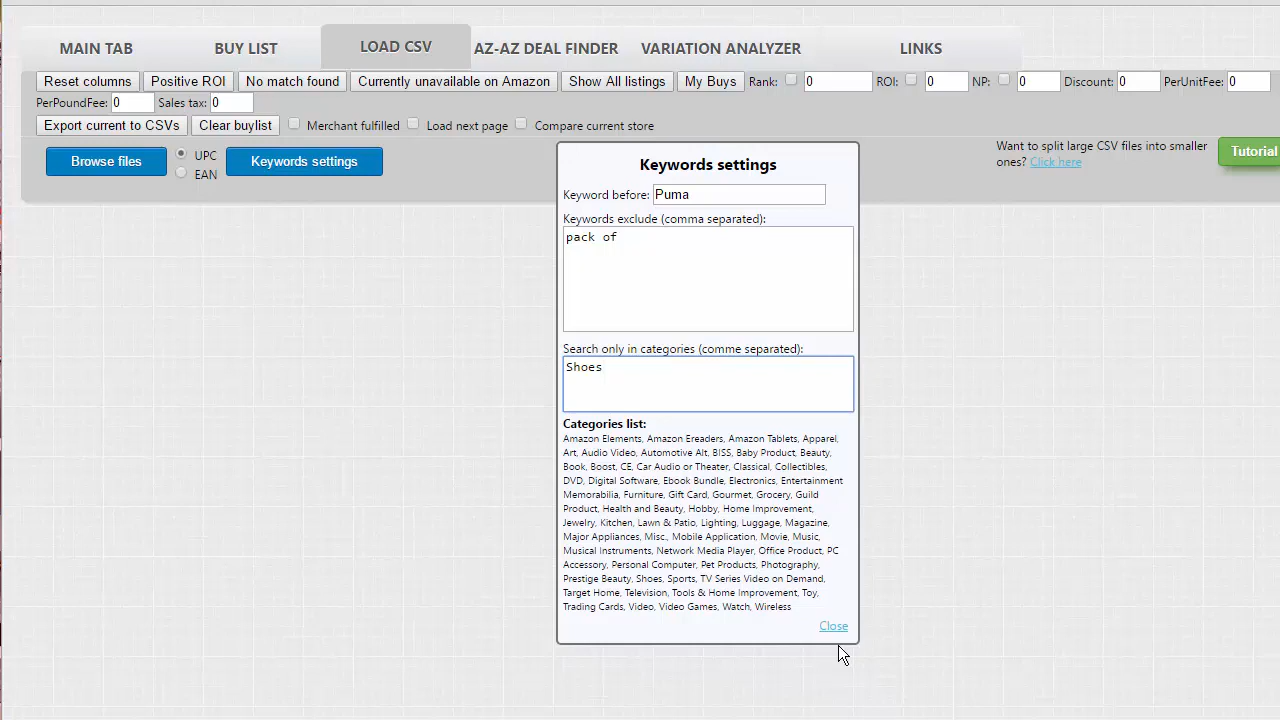 MAIN TAB BUY LIST LOAD CSV AZ-AZ DEAL FINDER VARIATION ANALYZER LINKS
Reset columns Positive ROI No match found Currently unavailable on Amazon Show All listings My Buys Rank: 0 ROI: 0 NP: 0 Discount: 0 PerUnitFee: 0
PerPoundFee: 0 Sales tax: 0
Export current to CSVs Clear buylist Merchant fulfilled Load next page Compare current store
Browse files UPC Keywords settings
EAN
Want to split large CSV files into smaller
ones? Click here
Tutorial
Keywords settings
Keyword before: Puma
Keywords exclude (comma separated):
pack of
Search only in categories (comme separated):
Shoes
Categories list:
Amazon Elements, Amazon Ereaders, Amazon Tablets, Apparel,
Art, Audio Video, Automotive Alt, BISS, Baby Product, Beauty,
Book, Boost, CE, Car Audio or Theater, Classical, Collectibles,
DVD, Digital Software, Ebook Bundle, Electronics, Entertainment
Memorabilia, Furniture, Gift Card, Gourmet, Grocery, Guild
Product, Health and Beauty, Hobby, Home Improvement,
Jewelry, Kitchen, Lawn & Patio, Lighting, Luggage, Magazine,
Major Appliances, Misc., Mobile Application, Movie, Music,
Musical Instruments, Network Media Player, Office Product, PC
Accessory, Personal Computer, Pet Products, Photography,
Prestige Beauty, Shoes, Sports, TV Series Video on Demand,
Target Home, Television, Tools & Home Improvement, Toy,
Trading Cards, Video, Video Games, Watch, Wireless
Close